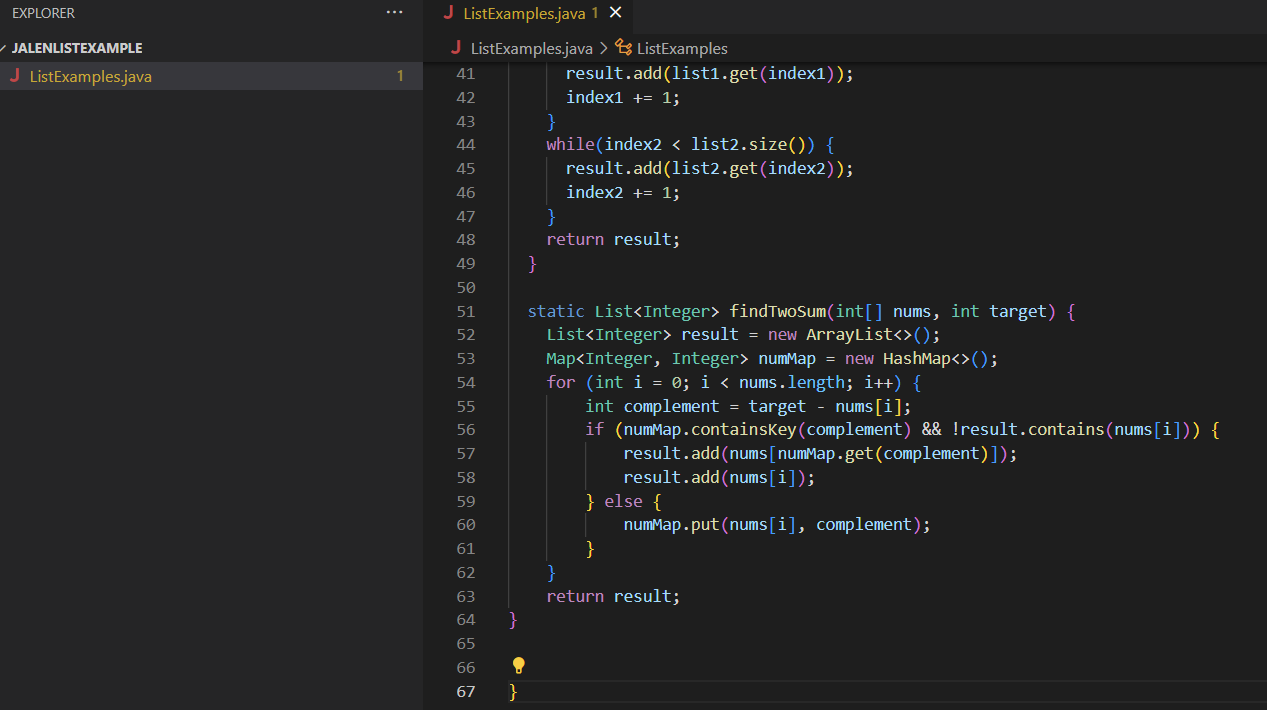 EXPLORER ...
JALENLISTEXAMPLE
J ListExamples.java 1
J ListExamples.java 1 ×
J ListExamples.java > ListExamples
41 result.add(list1.get(index1));
42 index1 += 1;
43 }
44 while(index2 < list2.size()) {
45 result.add(list2.get(index2));
46 index2 += 1;
47 }
48 return result;
49 }
50
51 static List<Integer> findTwoSum(int[] nums, int target) {
52 List<Integer> result = new ArrayList<>();
53 Map<Integer, Integer> numMap = new HashMap<>();
54 for (int i = 0; i < nums.length; i++) {
55 int complement = target - nums[i];
56 if (numMap.containsKey(complement) && !result.contains(nums[i])) {
57 result.add(nums[numMap.get(complement)]);
58 result.add(nums[i]);
59 } else {
60 numMap.put(nums[i], complement);
61 }
62 }
63 return result;
64 }
65
66
67 }